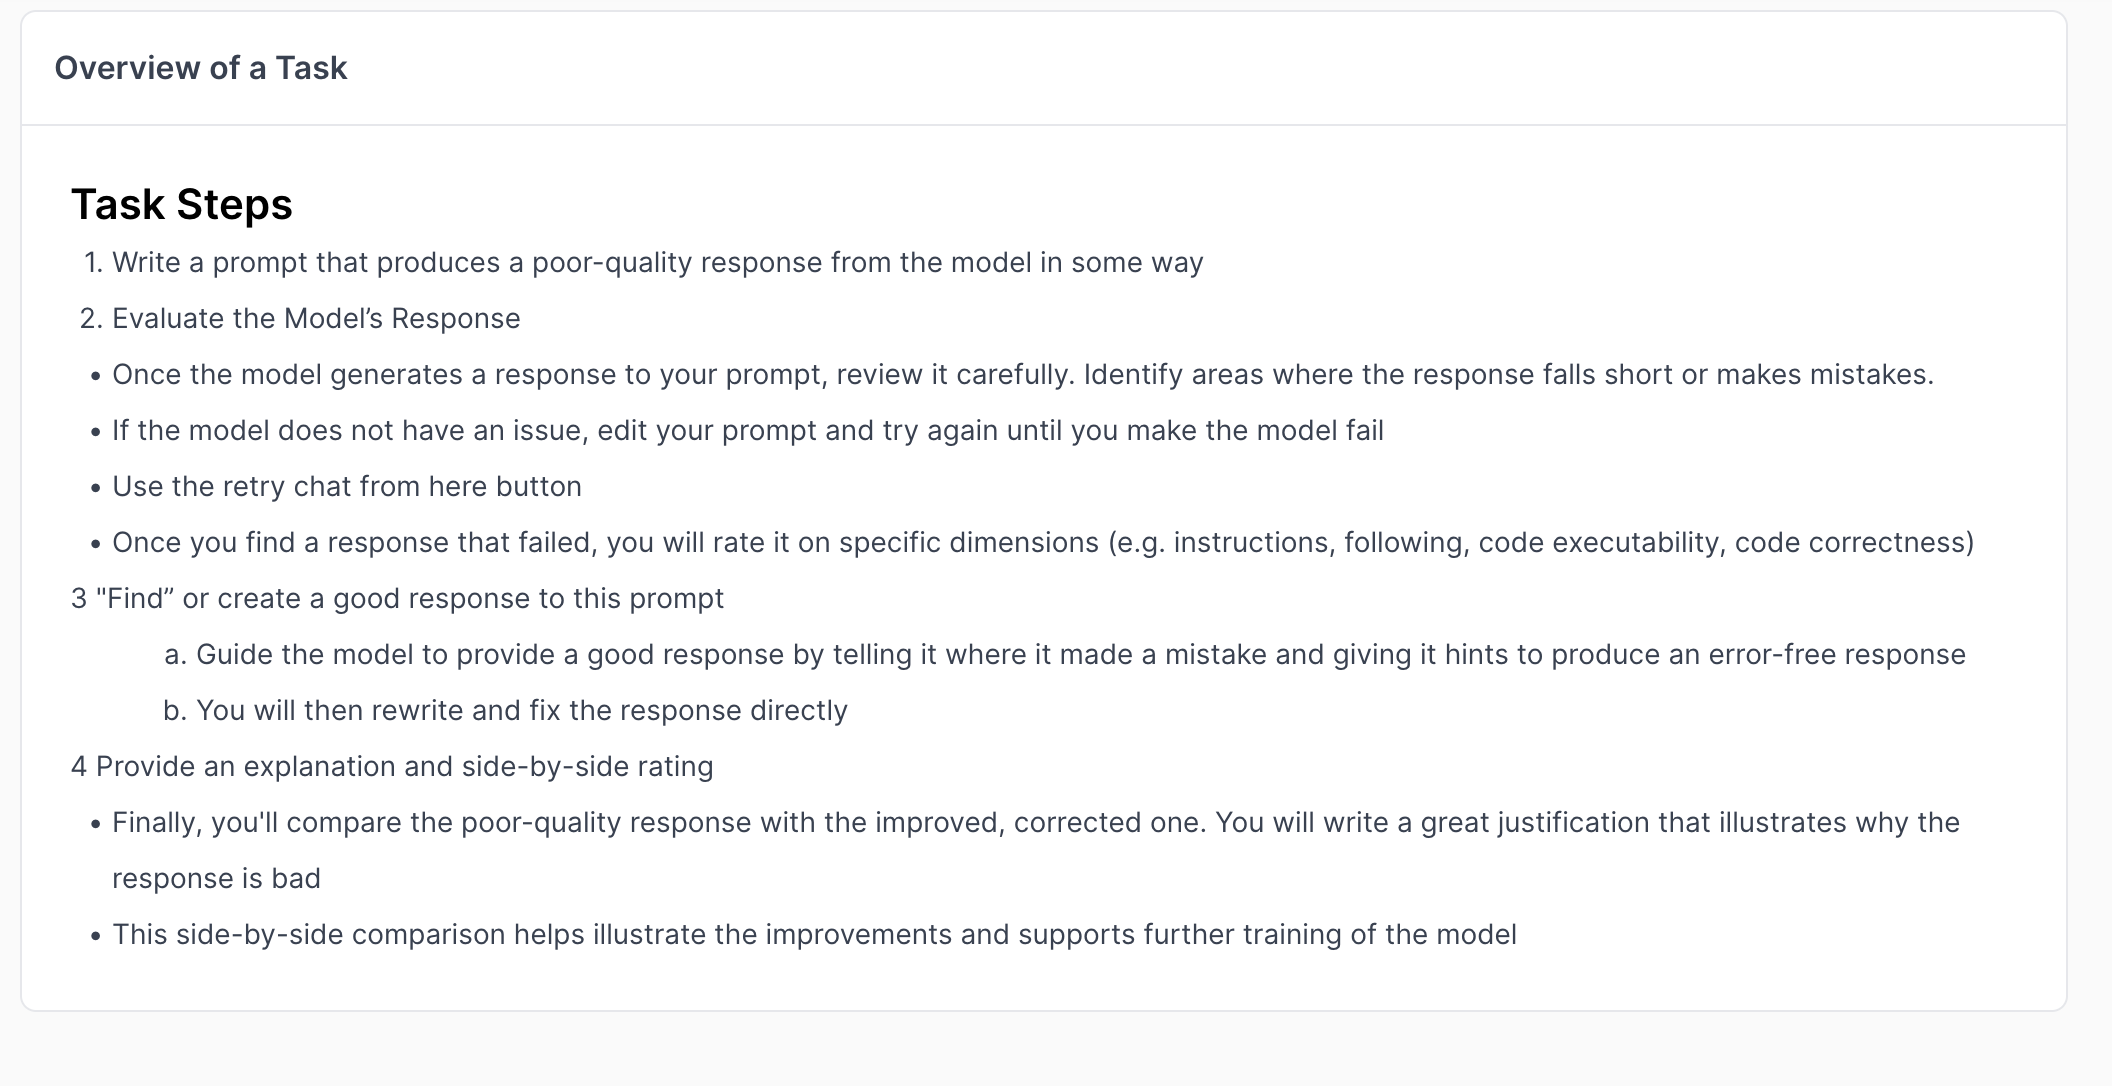 Overview of a Task
Task Steps
1. Write a prompt that produces a poor-quality response from the model in some way
2. Evaluate the Model’s Response
• Once the model generates a response to your prompt, review it carefully. Identify areas where the response falls short or makes mistakes.
• If the model does not have an issue, edit your prompt and try again until you make the model fail
• Use the retry chat from here button
• Once you find a response that failed, you will rate it on specific dimensions (e.g. instructions, following, code executability, code correctness)
3 "Find” or create a good response to this prompt
a. Guide the model to provide a good response by telling it where it made a mistake and giving it hints to produce an error-free response
b. You will then rewrite and fix the response directly
4 Provide an explanation and side-by-side rating
• Finally, you'll compare the poor-quality response with the improved, corrected one. You will write a great justification that illustrates why the
response is bad
• This side-by-side comparison helps illustrate the improvements and supports further training of the model